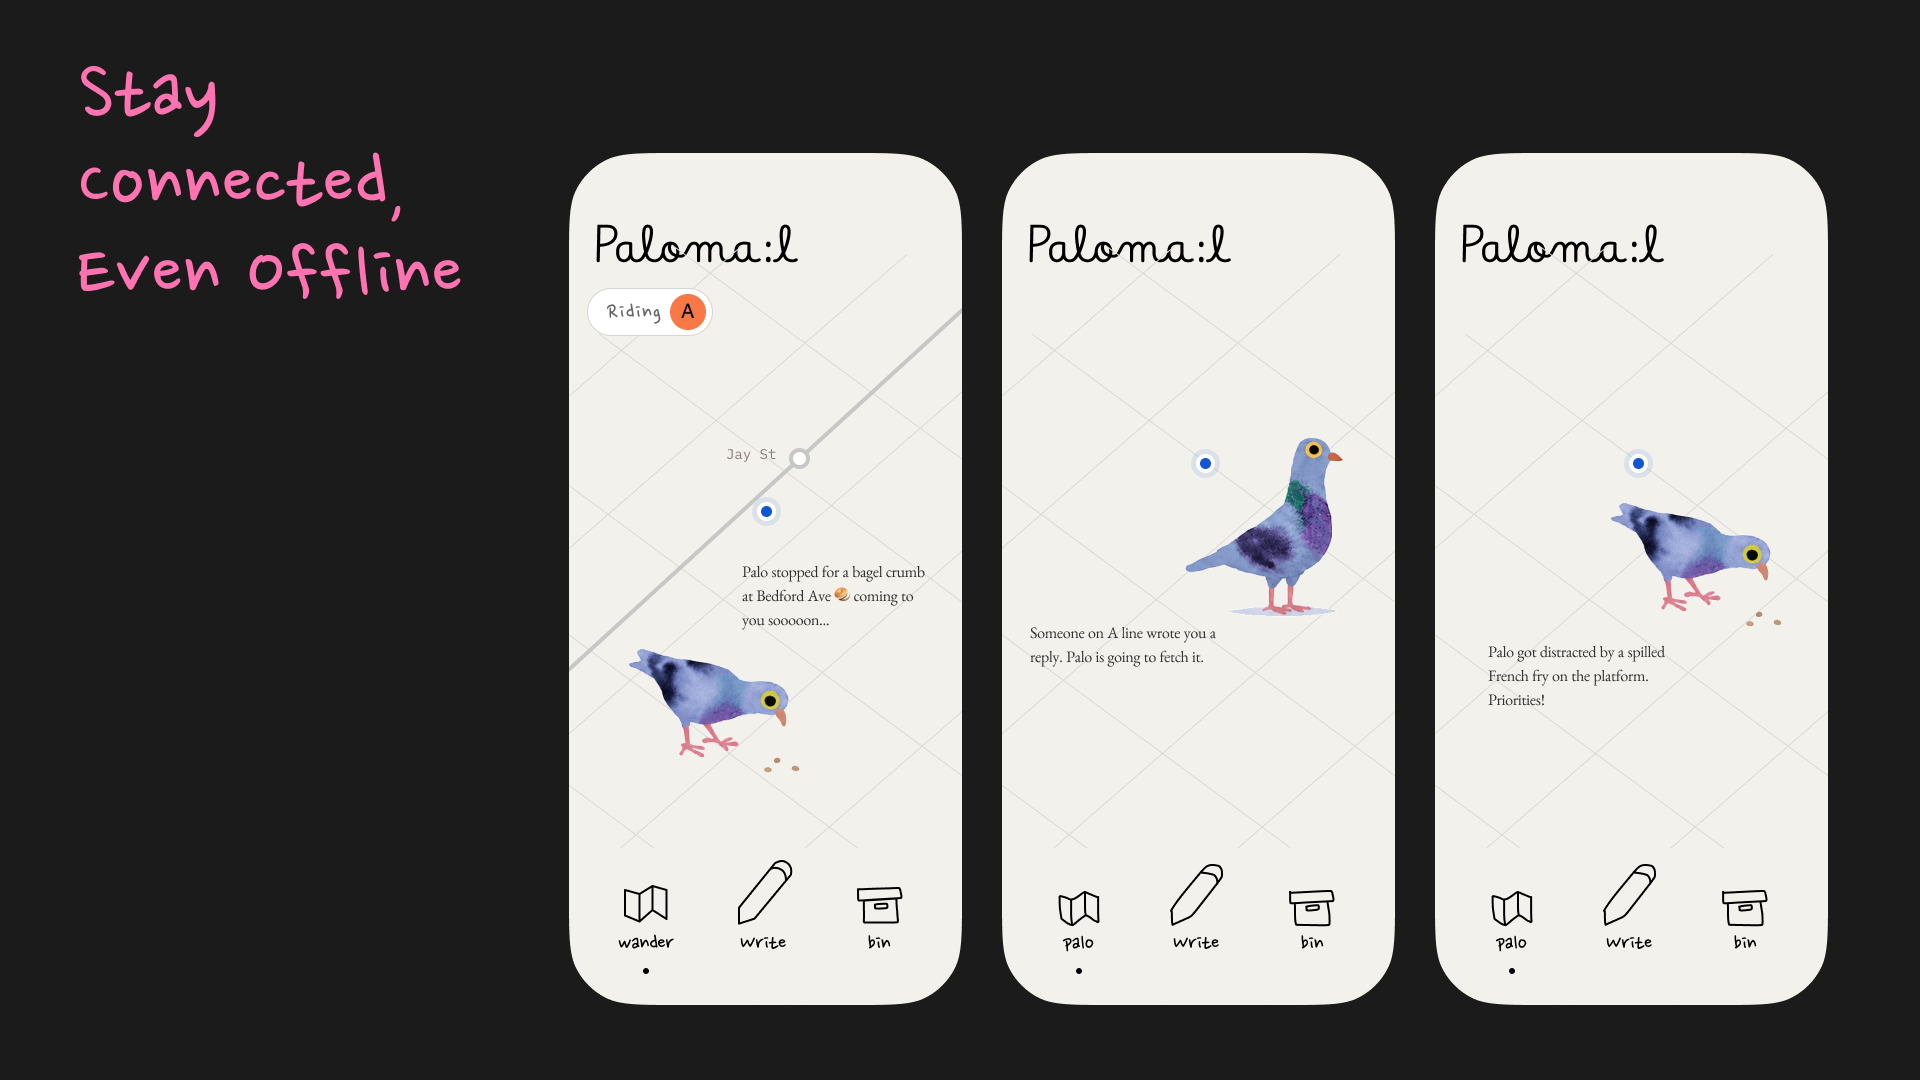 Stay
connected,
Even Offline
Paloma:l
Riding A
Jay St
Palo stopped for a bagel crumb
at Bedford Ave 🥯 coming to
you sooooon...
wander
write
bin
Paloma:l
Someone on A line wrote you a
reply. Palo is going to fetch it.
palo
write
bin
Paloma:l
Palo got distracted by a spilled
French fry on the platform.
Priorities!
palo
write
bin